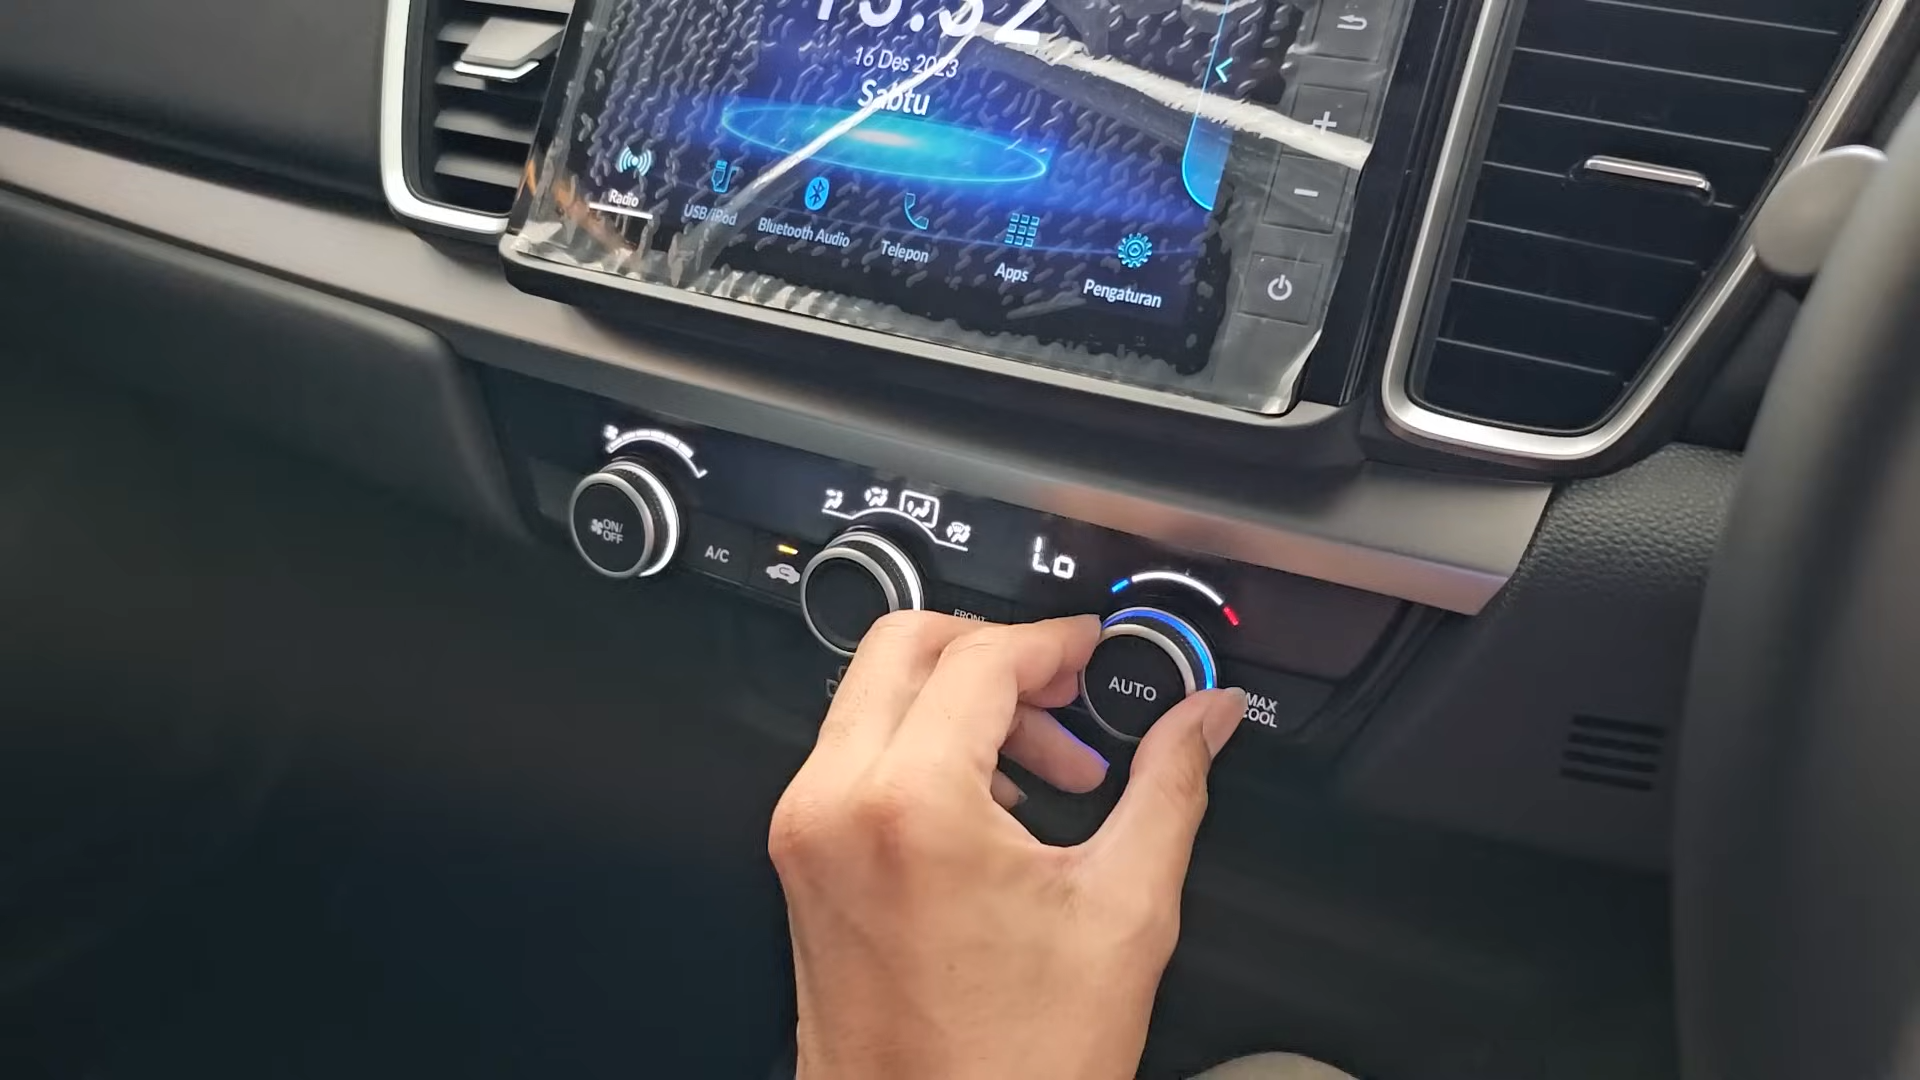 16 Des 2023
Sabtu
Radio
USB/iPod
Bluetooth Audio
Telepon
Apps
Pengaturan
ON/
OFF
A/C
Lo
FRONT
AUTO
MAX
COOL